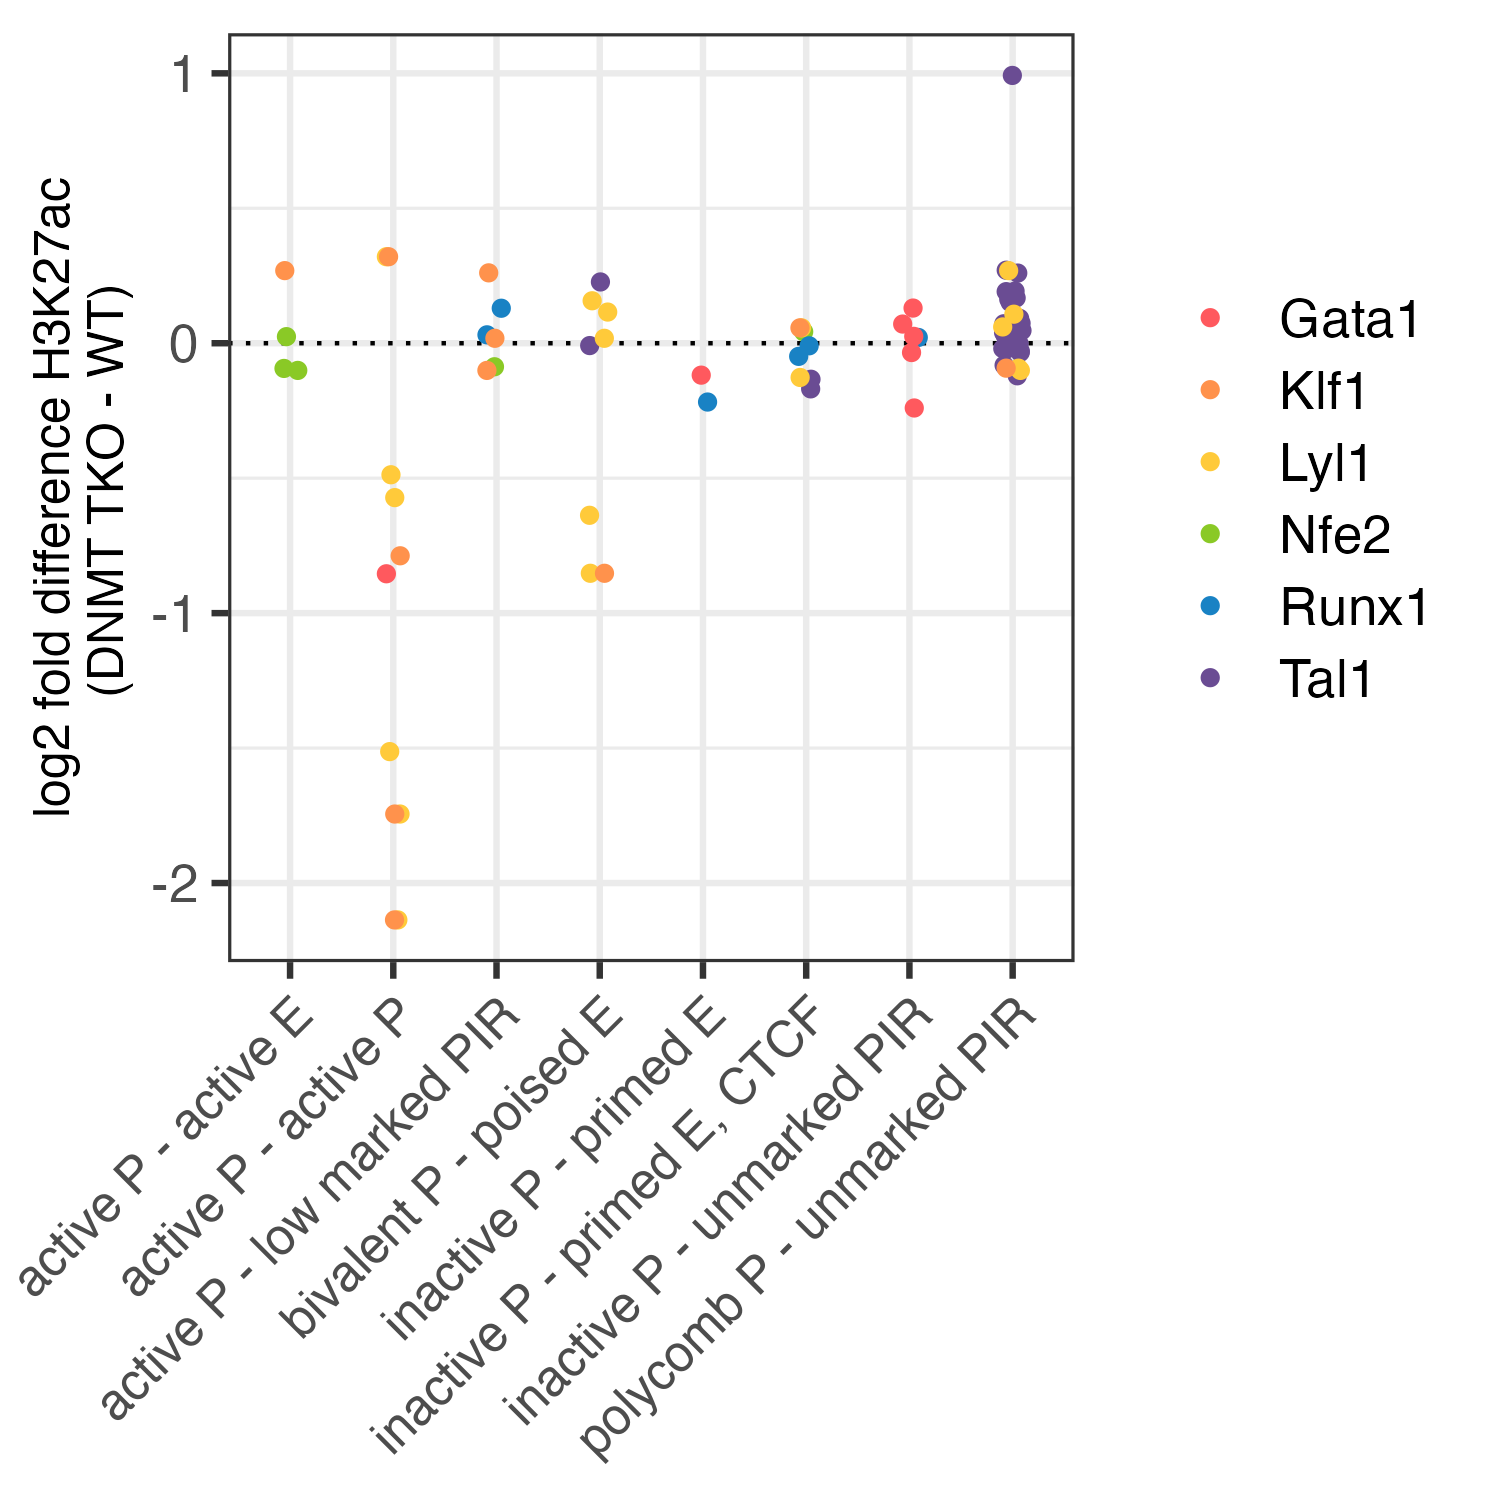 log2 fold difference H3K27ac
(DNMT TKO - WT)
1
0
-1
-2
active P - active E
active P - active P
active P - low marked PIR
bivalent P - poised E
inactive P - primed E
inactive P - primed E, CTCF
inactive P - unmarked PIR
polycomb P - unmarked PIR
Gata1
Klf1
Lyl1
Nfe2
Runx1
Tal1